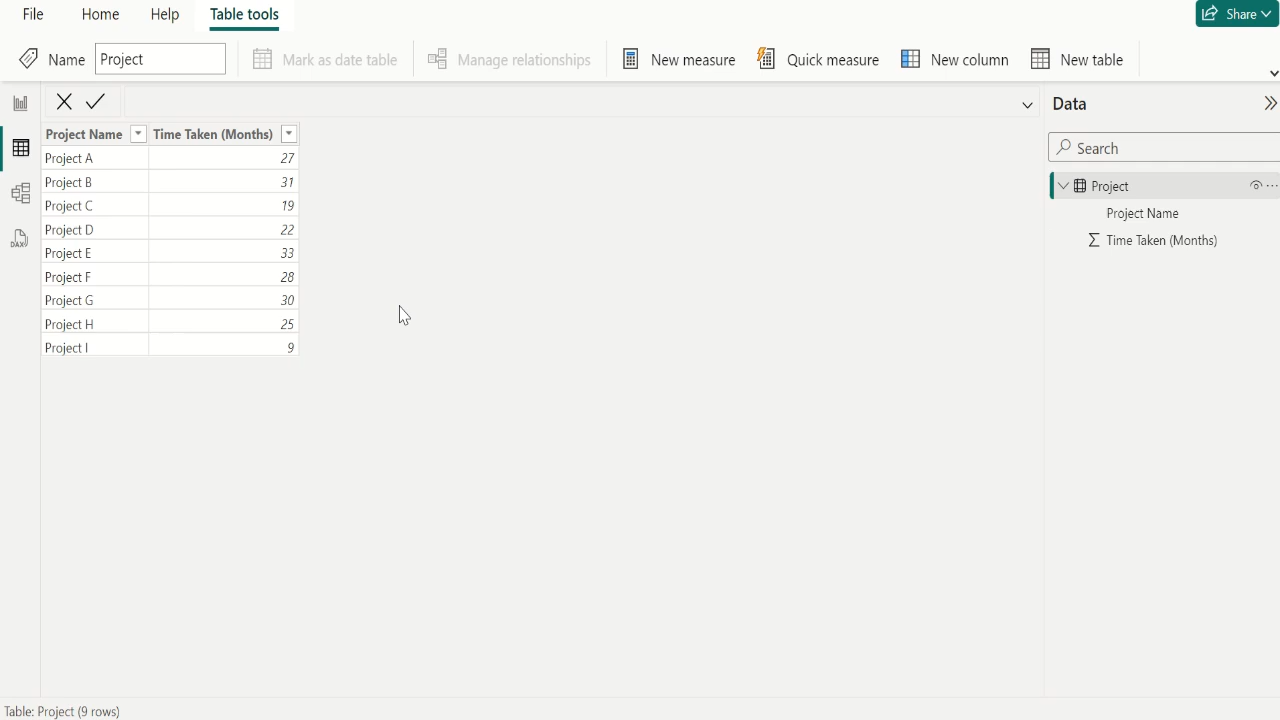 File Home Help Table tools Share
Name Project Mark as date table Manage relationships New measure Quick measure New column New table
Data
Project Name Time Taken (Months)
Search
Project A 27
Project B 31
Project C 19
Project D 22
Project E 33
Project F 28
Project G 30
Project H 25
Project I 9
Project
Project Name
Σ Time Taken (Months)
DAX
Table: Project (9 rows)